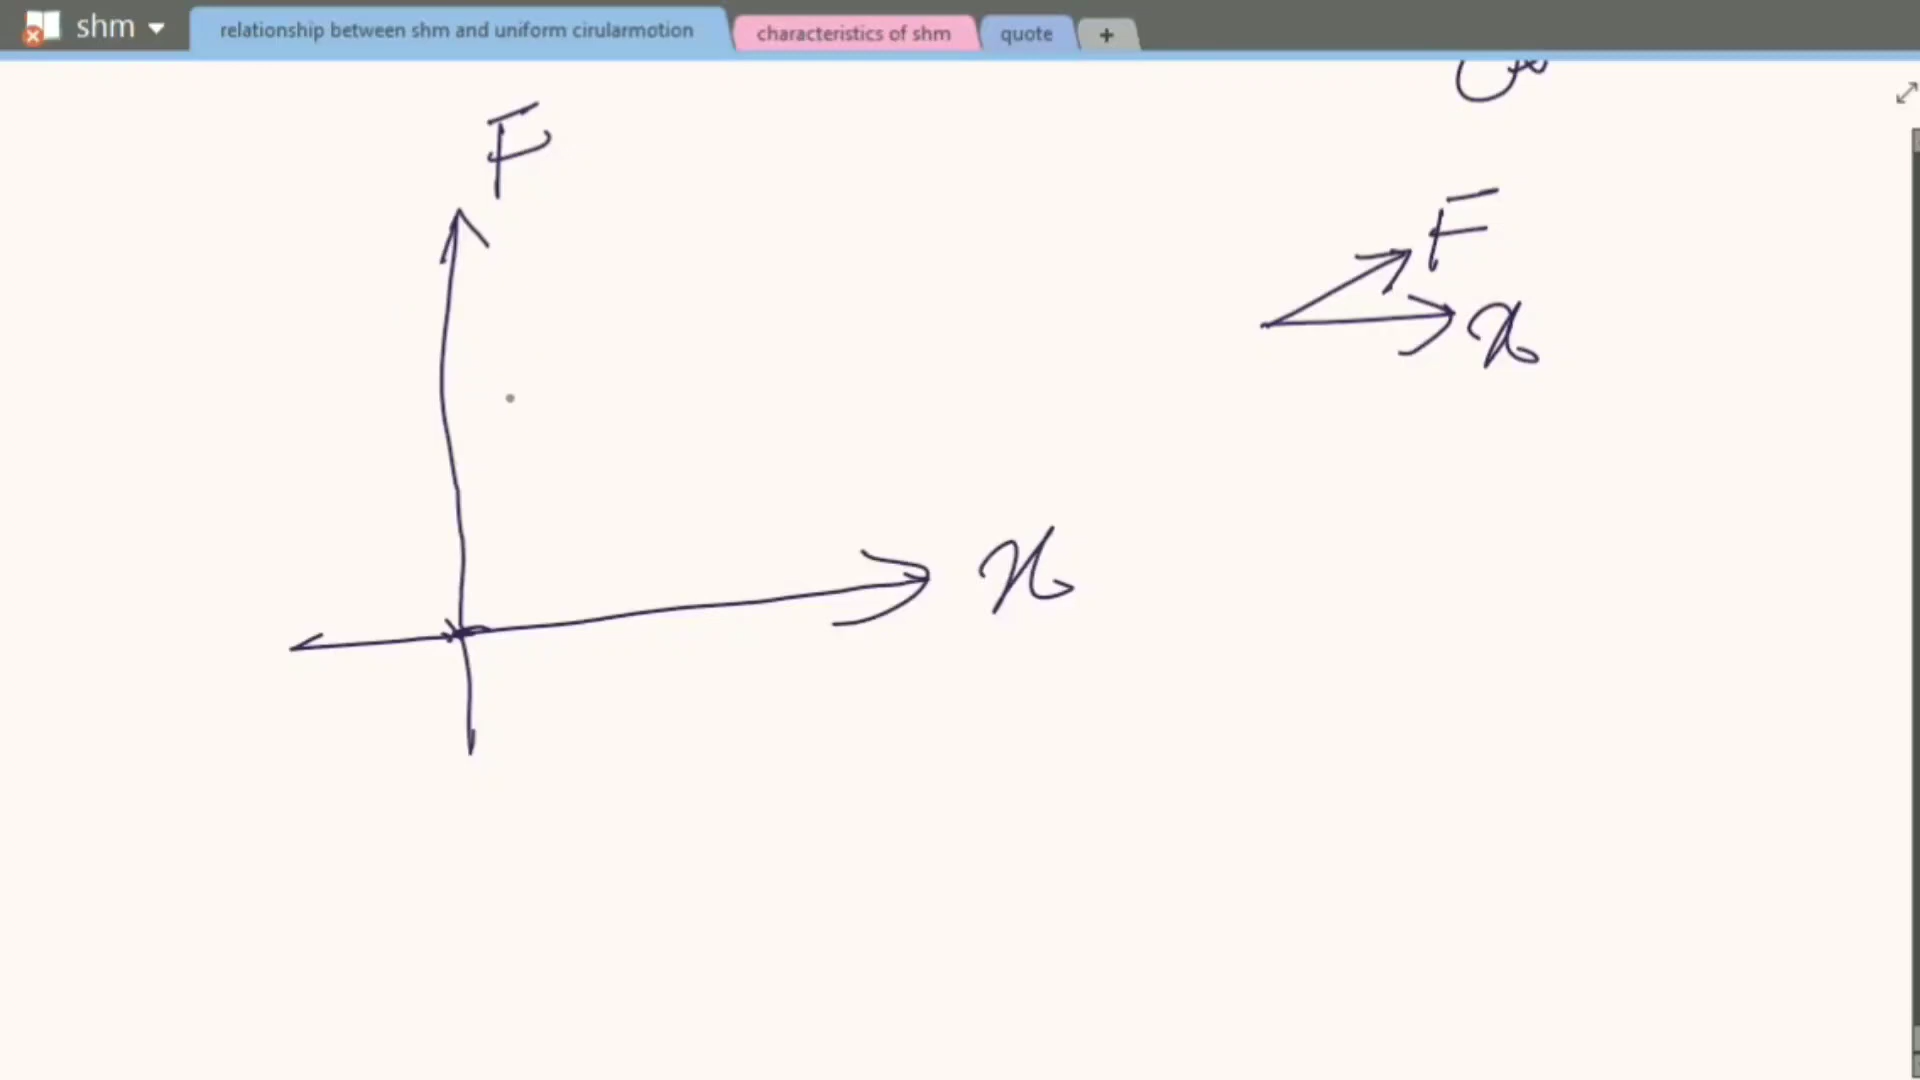 shm
relationship between shm and uniform cirularmotion
characteristics of shm
quote
+
F
F
x
x